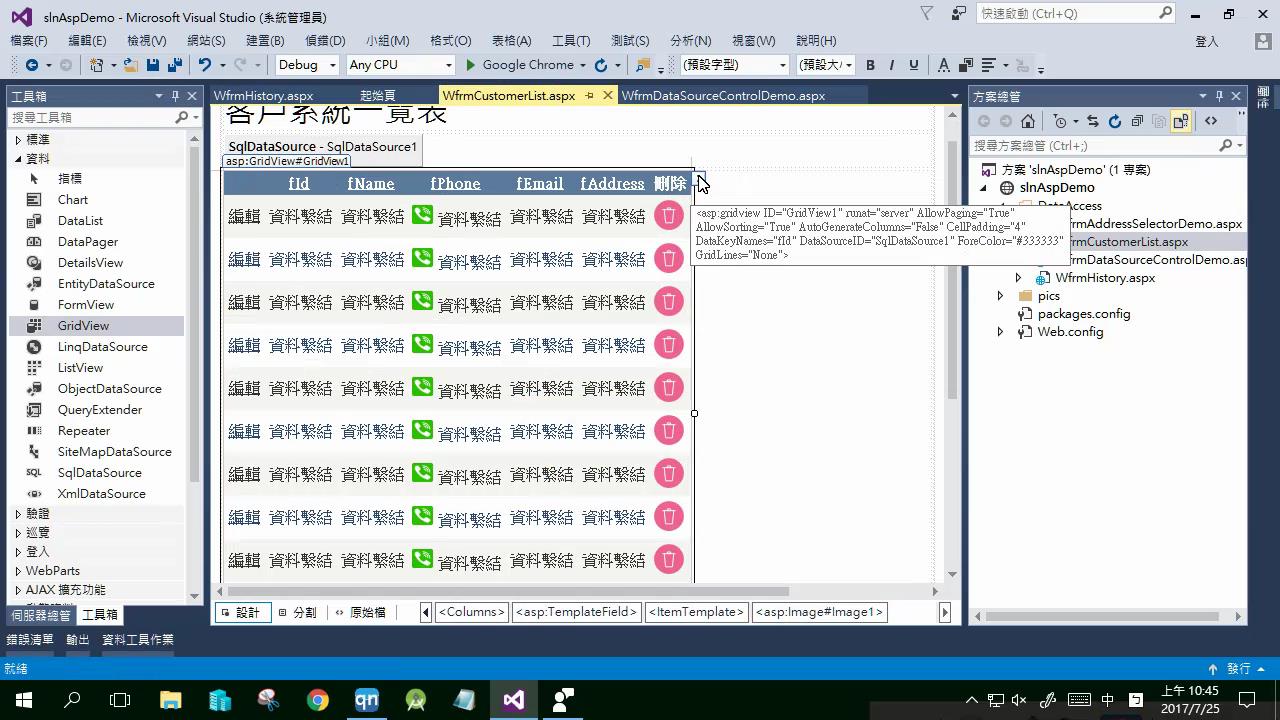 slnAspDemo - Microsoft Visual Studio (系統管理員)
快速啟動 (Ctrl+Q)
檔案(F) 編輯(E) 檢視(V) 網站(S) 建置(B) 偵錯(D) 小組(M) 格式(O) 表格(A) 工具(T) 測試(S) 分析(N) 視窗(W) 說明(H)
登入
Debug Any CPU Google Chrome (預設字型) (預設大 B I U A
工具箱
搜尋工具箱
標準
資料
指標
Chart
DataList
DataPager
DetailsView
EntityDataSource
FormView
GridView
LinqDataSource
ListView
ObjectDataSource
QueryExtender
Repeater
SiteMapDataSource
SQL SqlDataSource
XmlDataSource
驗證
巡覽
登入
WebParts
AJAX 擴充功能
伺服器總管 工具箱
WfrmHistory.aspx 起始頁 WfrmCustomerList.aspx WfrmDataSourceControlDemo.aspx
客戶系統一覽表
SqlDataSource - SqlDataSource1
asp:GridView#GridView1
fId fName fPhone fEmail fAddress 刪除
編輯 資料繫結 資料繫結 資料繫結 資料繫結 資料繫結
編輯 資料繫結 資料繫結 資料繫結 資料繫結 資料繫結
編輯 資料繫結 資料繫結 資料繫結 資料繫結 資料繫結
編輯 資料繫結 資料繫結 資料繫結 資料繫結 資料繫結
編輯 資料繫結 資料繫結 資料繫結 資料繫結 資料繫結
編輯 資料繫結 資料繫結 資料繫結 資料繫結 資料繫結
編輯 資料繫結 資料繫結 資料繫結 資料繫結 資料繫結
編輯 資料繫結 資料繫結 資料繫結 資料繫結 資料繫結
編輯 資料繫結 資料繫結 資料繫結 資料繫結 資料繫結
<asp:gridview ID="GridView1" runat="server" AllowPaging="True"
AllowSorting="True" AutoGenerateColumns="False" CellPadding="4"
DataKeyNames="fId" DataSourceID="SqlDataSource1" ForeColor="#333333"
GridLines="None">
設計 分割 原始檔 <Columns> <asp:TemplateField> <ItemTemplate> <asp:Image#Image1>
方案總管
搜尋方案總管 (Ctrl+;)
方案 'slnAspDemo' (1 專案)
slnAspDemo
DataAccess
frmAddressSelectorDemo.aspx
frmCustomerList.aspx
frmDataSourceControlDemo.asp
WfrmHistory.aspx
pics
packages.config
Web.config
錯誤清單 輸出 資料工具作業
就緒
發行
qn
中
上午 10:45
2017/7/25